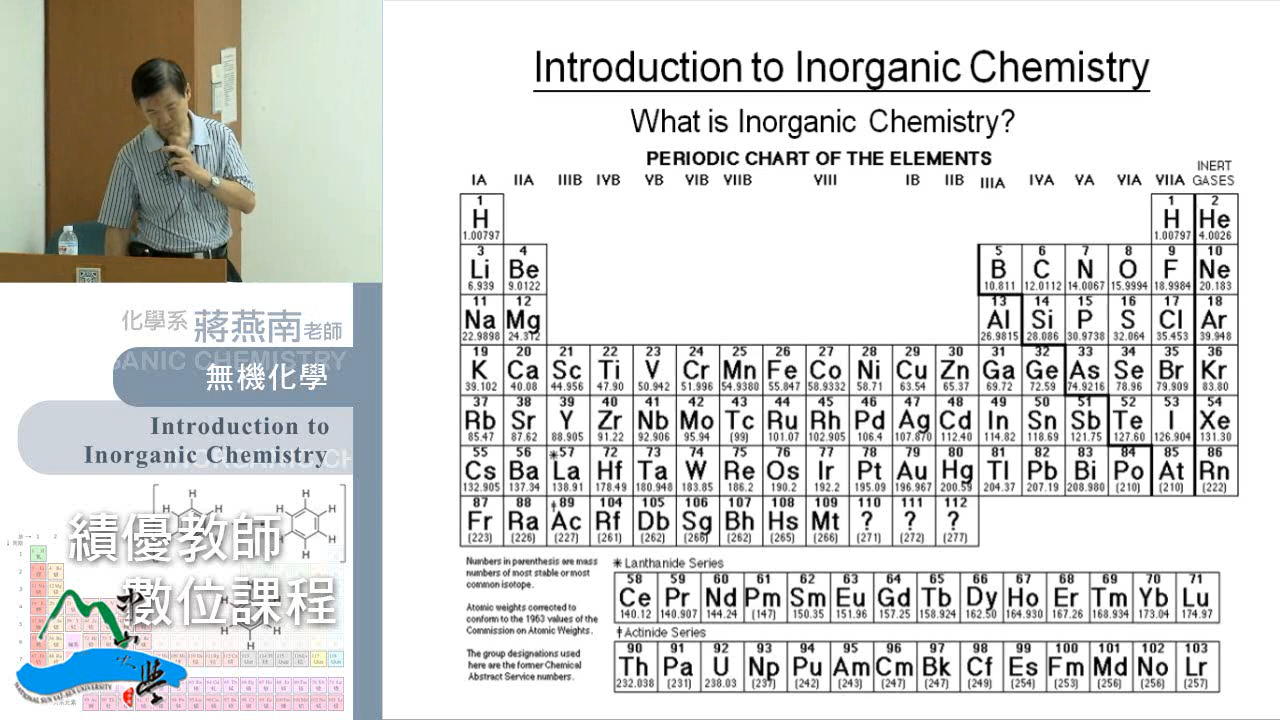 化學系 蔣燕南老師
GANIC CHEMISTRY
無機化學
Introduction to
Inorganic Chemistry
績優教師
數位課程
NATIONAL SUN YAT-SEN UNIVERSITY
Introduction to Inorganic Chemistry
What is Inorganic Chemistry?
PERIODIC CHART OF THE ELEMENTS
INERT
IA IIA IIIB IVB VB VIB VIIB VIII IB IIB IIIA IVA VA VIA VIIA GASES
1 1 2
H H He
1.00797 1.00797 4.0026
3 4 5 6 7 8 9 10
Li Be B C N O F Ne
6.939 9.0122 10.811 12.0112 14.0067 15.9994 18.9984 20.183
11 12 13 14 15 16 17 18
Na Mg Al Si P S Cl Ar
22.9898 24.312 26.9815 28.086 30.9738 32.064 35.453 39.948
19 20 21 22 23 24 25 26 27 28 29 30 31 32 33 34 35 36
K Ca Sc Ti V Cr Mn Fe Co Ni Cu Zn Ga Ge As Se Br Kr
39.102 40.08 44.956 47.90 50.942 51.996 54.9380 55.847 58.9332 58.71 63.54 65.37 69.72 72.59 74.9216 78.96 79.909 83.80
37 38 39 40 41 42 43 44 45 46 47 48 49 50 51 52 53 54
Rb Sr Y Zr Nb Mo Tc Ru Rh Pd Ag Cd In Sn Sb Te I Xe
85.47 87.62 88.905 91.22 92.906 95.94 (99) 101.07 102.905 106.4 107.870 112.40 114.82 118.69 121.75 127.60 126.904 131.30
55 56 *57 72 73 74 75 76 77 78 79 80 81 82 83 84 85 86
Cs Ba La Hf Ta W Re Os Ir Pt Au Hg Tl Pb Bi Po At Rn
132.905 137.34 138.91 178.49 180.948 183.85 186.2 190.2 192.2 195.09 196.967 200.59 204.37 207.19 208.980 (210) (210) (222)
87 88 ‡89 104 105 106 107 108 109 110 111 112
Fr Ra Ac Rf Db Sg Bh Hs Mt ? ? ?
(223) (226) (227) (261) (262) (266) (262) (265) (266) (271) (272) (277)
Numbers in parenthesis are mass
numbers of most stable or most
common isotope.
Atomic weights corrected to
conform to the 1963 values of the
Commission on Atomic Weights.
The group designations used
here are the former Chemical
Abstract Service numbers.
* Lanthanide Series
58 59 60 61 62 63 64 65 66 67 68 69 70 71
Ce Pr Nd Pm Sm Eu Gd Tb Dy Ho Er Tm Yb Lu
140.12 140.907 144.24 (147) 150.35 151.96 157.25 158.924 162.50 164.930 167.26 168.934 173.04 174.97
‡ Actinide Series
90 91 92 93 94 95 96 97 98 99 100 101 102 103
Th Pa U Np Pu Am Cm Bk Cf Es Fm Md No Lr
232.038 (231) 238.03 (237) (242) (243) (247) (247) (249) (254) (253) (256) (256) (257)